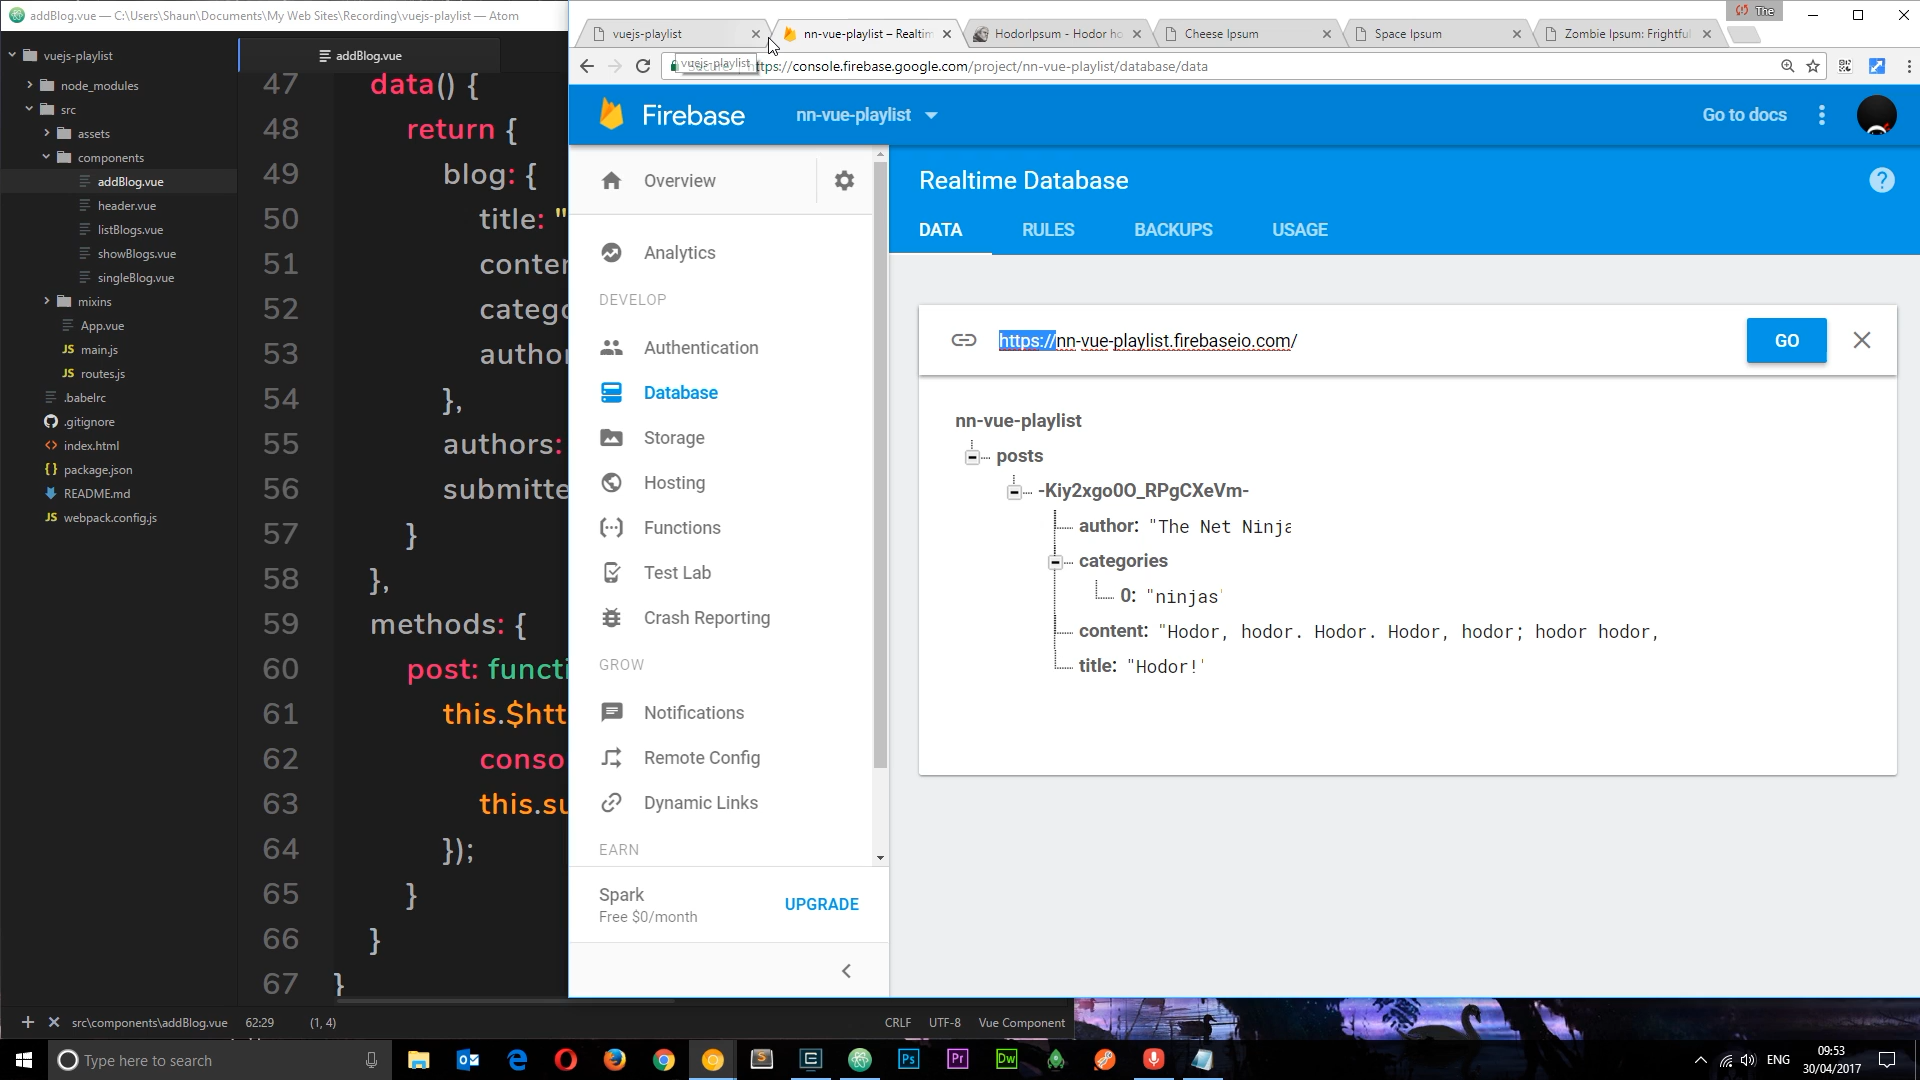 addBlog.vue — C:\Users\Shaun\Documents\My Web Sites\Recording\vuejs-playlist — Atom
vuejs-playlist
node_modules
src
assets
components
addBlog.vue
header.vue
listBlogs.vue
showBlogs.vue
singleBlog.vue
mixins
App.vue
JS main.js
JS routes.js
.babelrc
.gitignore
index.html
package.json
README.md
JS webpack.config.js
addBlog.vue
47 data() {
48 return {
49 blog: {
50 title: "
51 conten
52 catego
53 author
54 },
55 authors:
56 submitte
57 }
58 },
59 methods: {
60 post: functi
61 this.$htt
62 conso
63 this.su
64 });
65 }
66 }
67 }
src\components\addBlog.vue 62:29 (1, 4)
CRLF UTF-8 Vue Component
vuejs-playlist
nn-vue-playlist – Realtim
HodorIpsum - Hodor ho
Cheese Ipsum
Space Ipsum
Zombie Ipsum: Frightful
The
vuejs-playlist
https://console.firebase.google.com/project/nn-vue-playlist/database/data
Firebase
nn-vue-playlist
Go to docs
Overview
Analytics
DEVELOP
Authentication
Database
Storage
Hosting
Functions
Test Lab
Crash Reporting
GROW
Notifications
Remote Config
Dynamic Links
EARN
Spark
Free $0/month
UPGRADE
Realtime Database
?
DATA RULES BACKUPS USAGE
https://nn-vue-playlist.firebaseio.com/
GO
nn-vue-playlist
posts
-Kiy2xgo0O_RPgCXeVm-
author: "The Net Ninja
categories
0: "ninjas'
content: "Hodor, hodor. Hodor. Hodor, hodor; hodor hodor,
title: "Hodor!'
Type here to search
Ps
Pr
Dw
ENG
09:53
30/04/2017